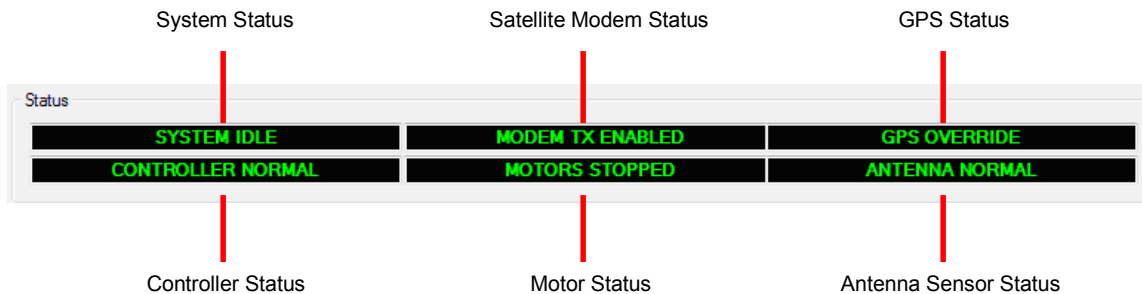 System Status Satellite Modem Status GPS Status
Status
SYSTEM IDLE MODEM TX ENABLED GPS OVERRIDE
CONTROLLER NORMAL MOTORS STOPPED ANTENNA NORMAL
Controller Status Motor Status Antenna Sensor Status